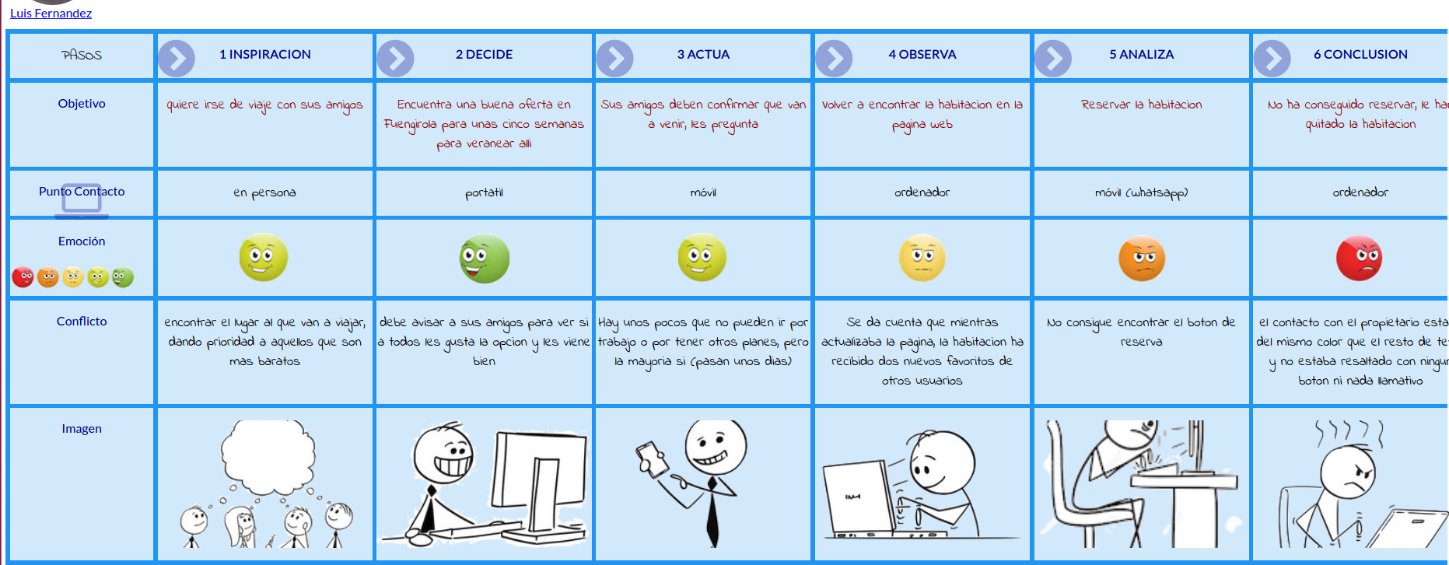 Luis Fernandez
PASOS
1 INSPIRACION
2 DECIDE
3 ACTUA
4 OBSERVA
5 ANALIZA
6 CONCLUSION
Objetivo
quiere irse de viaje con sus amigos
Encuentra una buena oferta en
Fuengirola para unas cinco semanas
para veranear alli
Sus amigos deben confirmar que van
a venir, les pregunta
Volver a encontrar la habitacion en la
pagina web
Reservar la habitacion
No ha conseguido reservar, le
quitado la habitacion
Punto Contacto
en persona
portatil
móvil
ordenador
móvil (whatsapp)
ordenador
Emoción
Conflicto
encontrar el lugar al que van a viajar,
dando prioridad a aquellos que son
mas baratos
debe avisar a sus amigos para ver si
a todos les gusta la opcion y les viene
bien
Hay unos pocos que no pueden ir por
trabajo o por tener otros planes, pero
la mayoria si (pasan unos dias)
Se da cuenta que mientras
actualizaba la pagina, la habitacion ha
recibido dos nuevos favoritos de
otros usuarios
No consigue encontrar el boton de
reserva
el contacto con el propietario
del mismo color que el resto de
y no estaba resaltado con
boton ni nada llamativo
Imagen